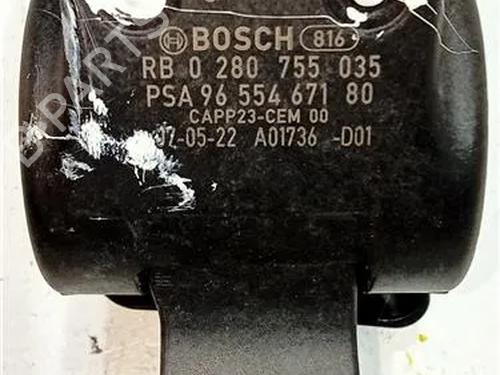 BOSCH 816
RB 0 280 755 035
PSA 96 554 671 80
CAPP23-CEM 00
07-05-22 A01736 -D01
PARTS